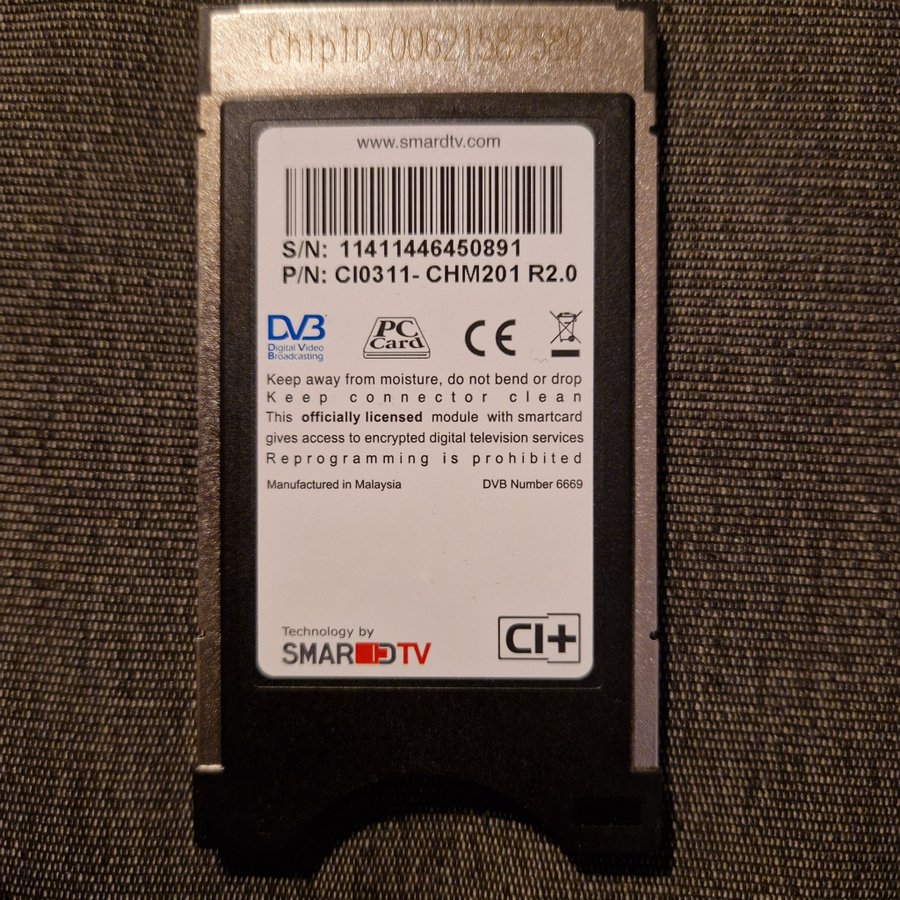 ChipID 00621587580
www.smardtv.com
S/N: 11411446450891
P/N: CI0311- CHM201 R2.0
DVB
Digital Video
Broadcasting
PC
Card
CE
Keep away from moisture, do not bend or drop
Keep connector clean
This officially licensed module with smartcard
gives access to encrypted digital television services
Reprogramming is prohibited
Manufactured in Malaysia DVB Number 6669
Technology by
SMARDTV
CI+